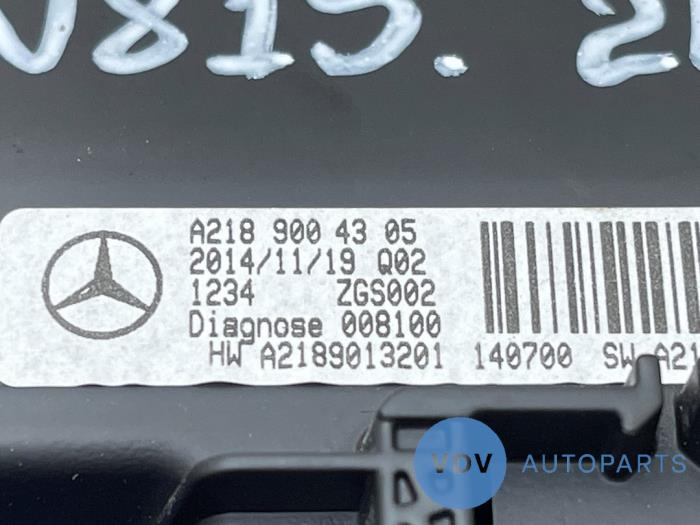 V815. 2
A218 900 43 05
2014/11/19 Q02
1234 ZGS002
Diagnose 008100
HW A2189013201 140700 SW A21
VOV AUTOPARTS